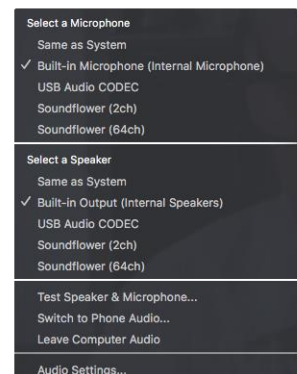 Select a Microphone
Same as System
✓ Built-in Microphone (Internal Microphone)
USB Audio CODEC
Soundflower (2ch)
Soundflower (64ch)
Select a Speaker
Same as System
✓ Built-in Output (Internal Speakers)
USB Audio CODEC
Soundflower (2ch)
Soundflower (64ch)
Test Speaker & Microphone...
Switch to Phone Audio...
Leave Computer Audio
Audio Settings...